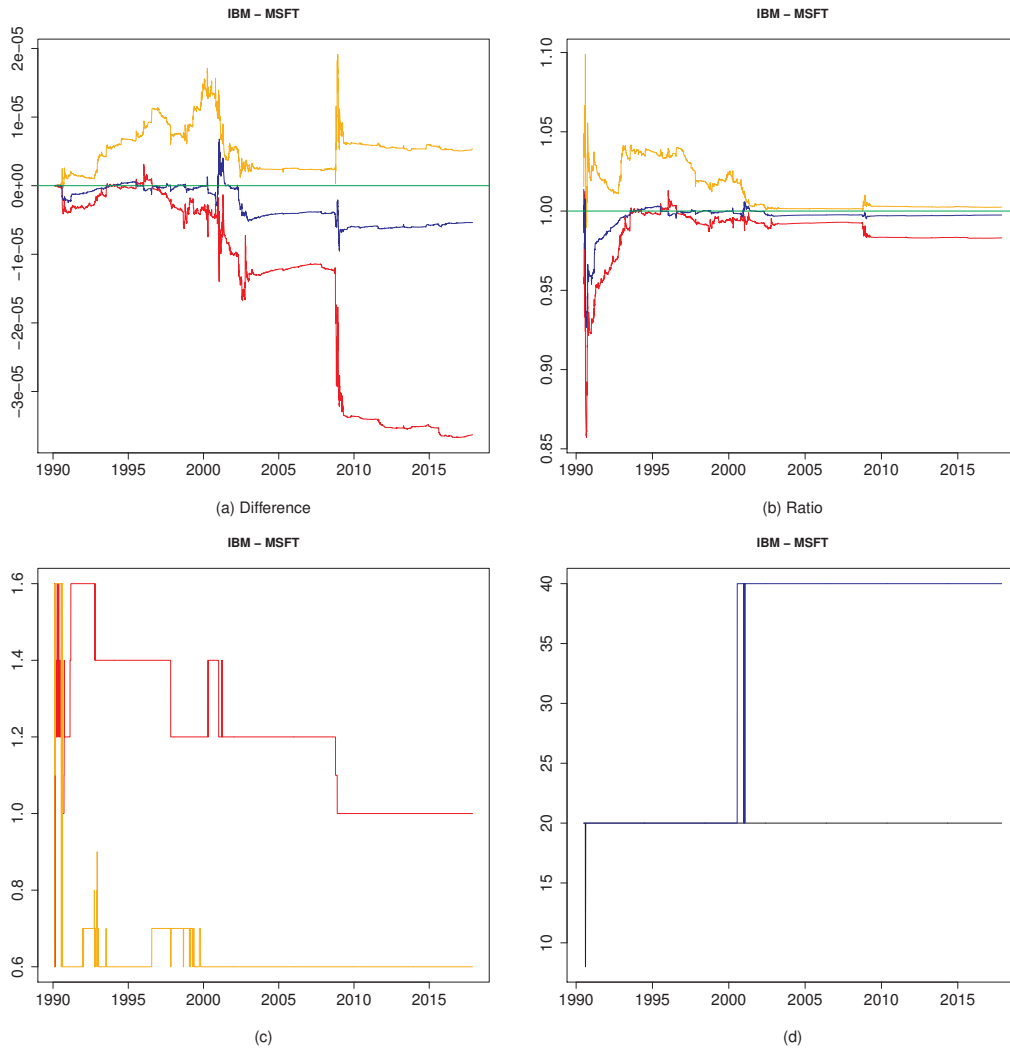 IBM − MSFT
2e−05
1e−05
0e+00
−1e−05
−2e−05
−3e−05
1990 1995 2000 2005 2010 2015
(a) Difference
IBM − MSFT
1.10
1.05
1.00
0.95
0.90
0.85
1990 1995 2000 2005 2010 2015
(b) Ratio
IBM − MSFT
1.6
1.4
1.2
1.0
0.8
0.6
1990 1995 2000 2005 2010 2015
(c)
IBM − MSFT
40
35
30
25
20
15
10
1990 1995 2000 2005 2010 2015
(d)